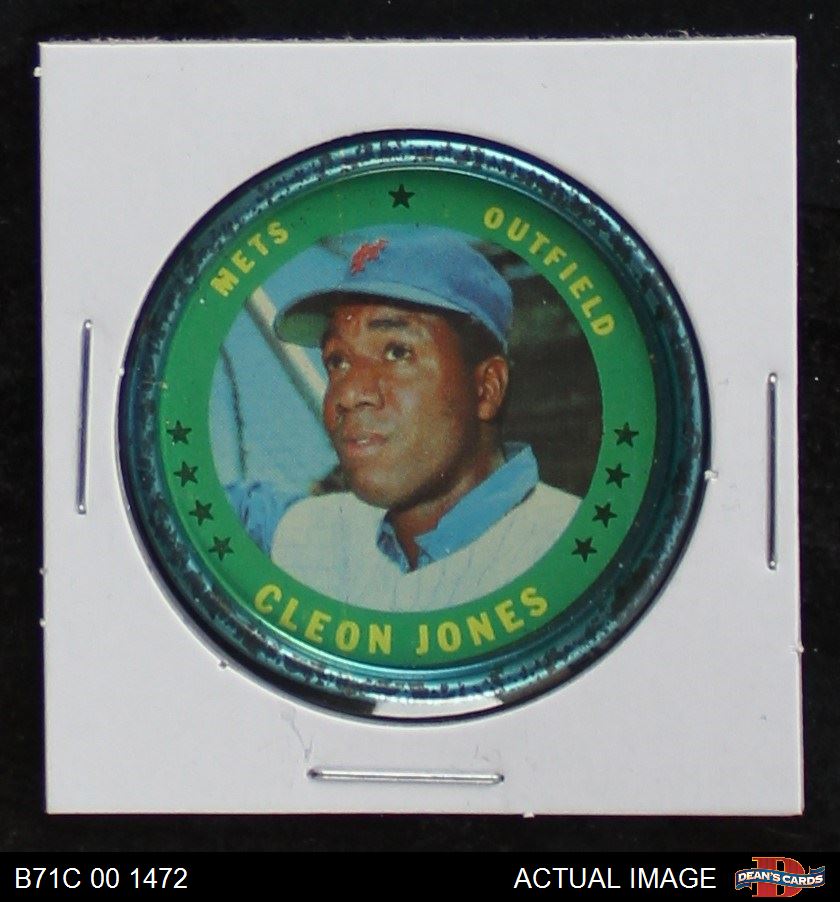 METS
OUTFIELD
CLEON JONES
B71C 00 1472
ACTUAL IMAGE
DEAN'S CARDS